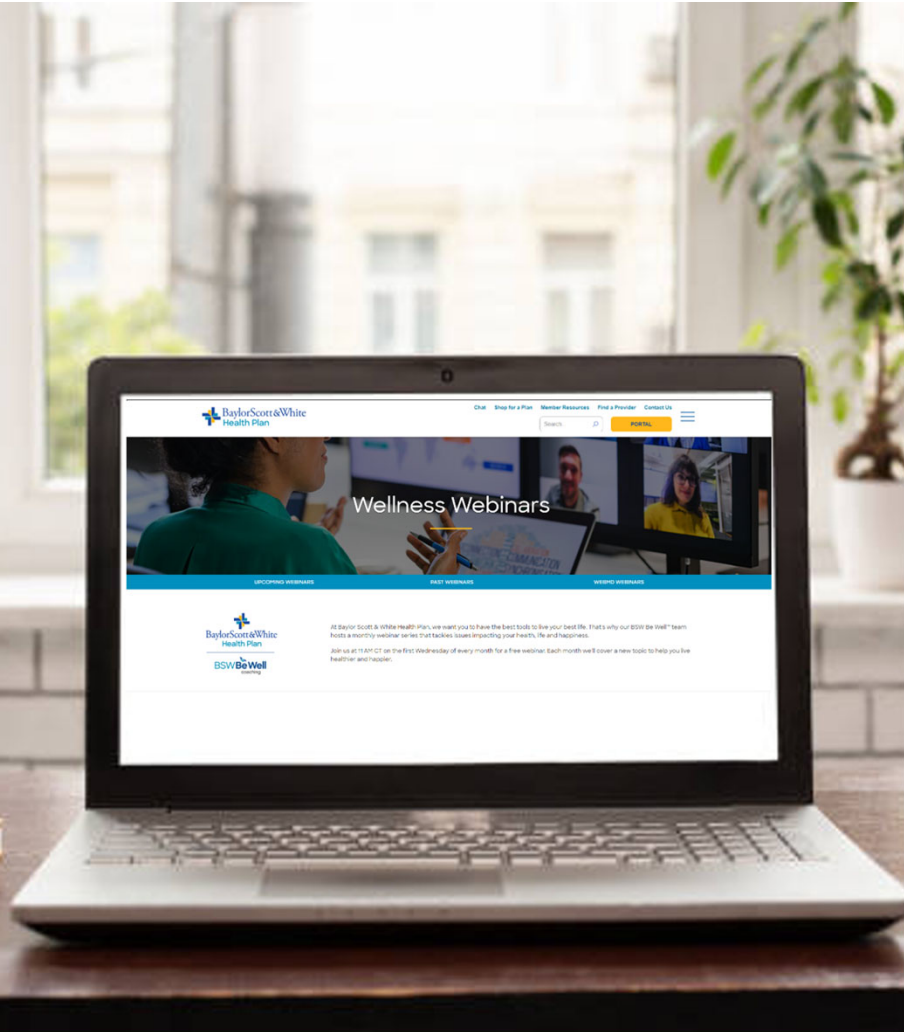 BaylorScott&White
Health Plan
Chat Shop for a Plan Member Resources Find a Provider Contact Us
Search
PORTAL
Wellness Webinars
COMMUNICATION
UPCOMING WEBINARS PAST WEBINARS WEBMD WEBINARS
BaylorScott&White
Health Plan
BSWBe Well
coaching
At Baylor Scott & White Health Plan, we want you to have the best tools to live your best life. That's why our BSW Be Well™ team
hosts a monthly webinar series that tackles issues impacting your health, life and happiness.
Join us at 11 AM CT on the first Wednesday of every month for a free webinar. Each month we'll cover a new topic to help you live
healthier and happier.